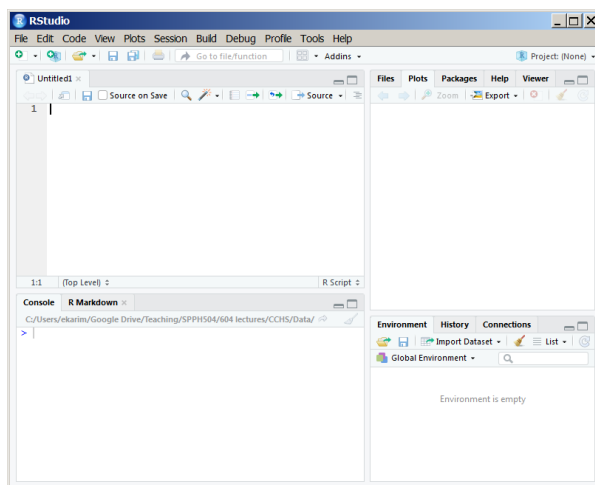 RStudio
File Edit Code View Plots Session Build Debug Profile Tools Help
Go to file/function Addins Project: (None)
Untitled1
Source on Save Source
1
1:1 (Top Level) R Script
Console R Markdown
C:/Users/ekarim/Google Drive/Teaching/SPPH504/604 lectures/CCHS/Data/
>
Files Plots Packages Help Viewer
Zoom Export
Environment History Connections
Import Dataset List
Global Environment
Environment is empty